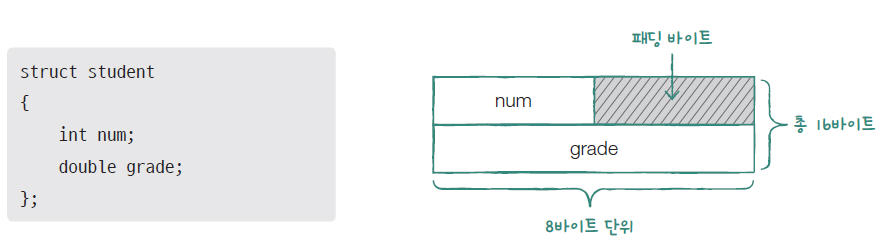 struct student
{
    int num;
    double grade;
};
패딩 바이트
num
grade
총 16바이트
8바이트 단위